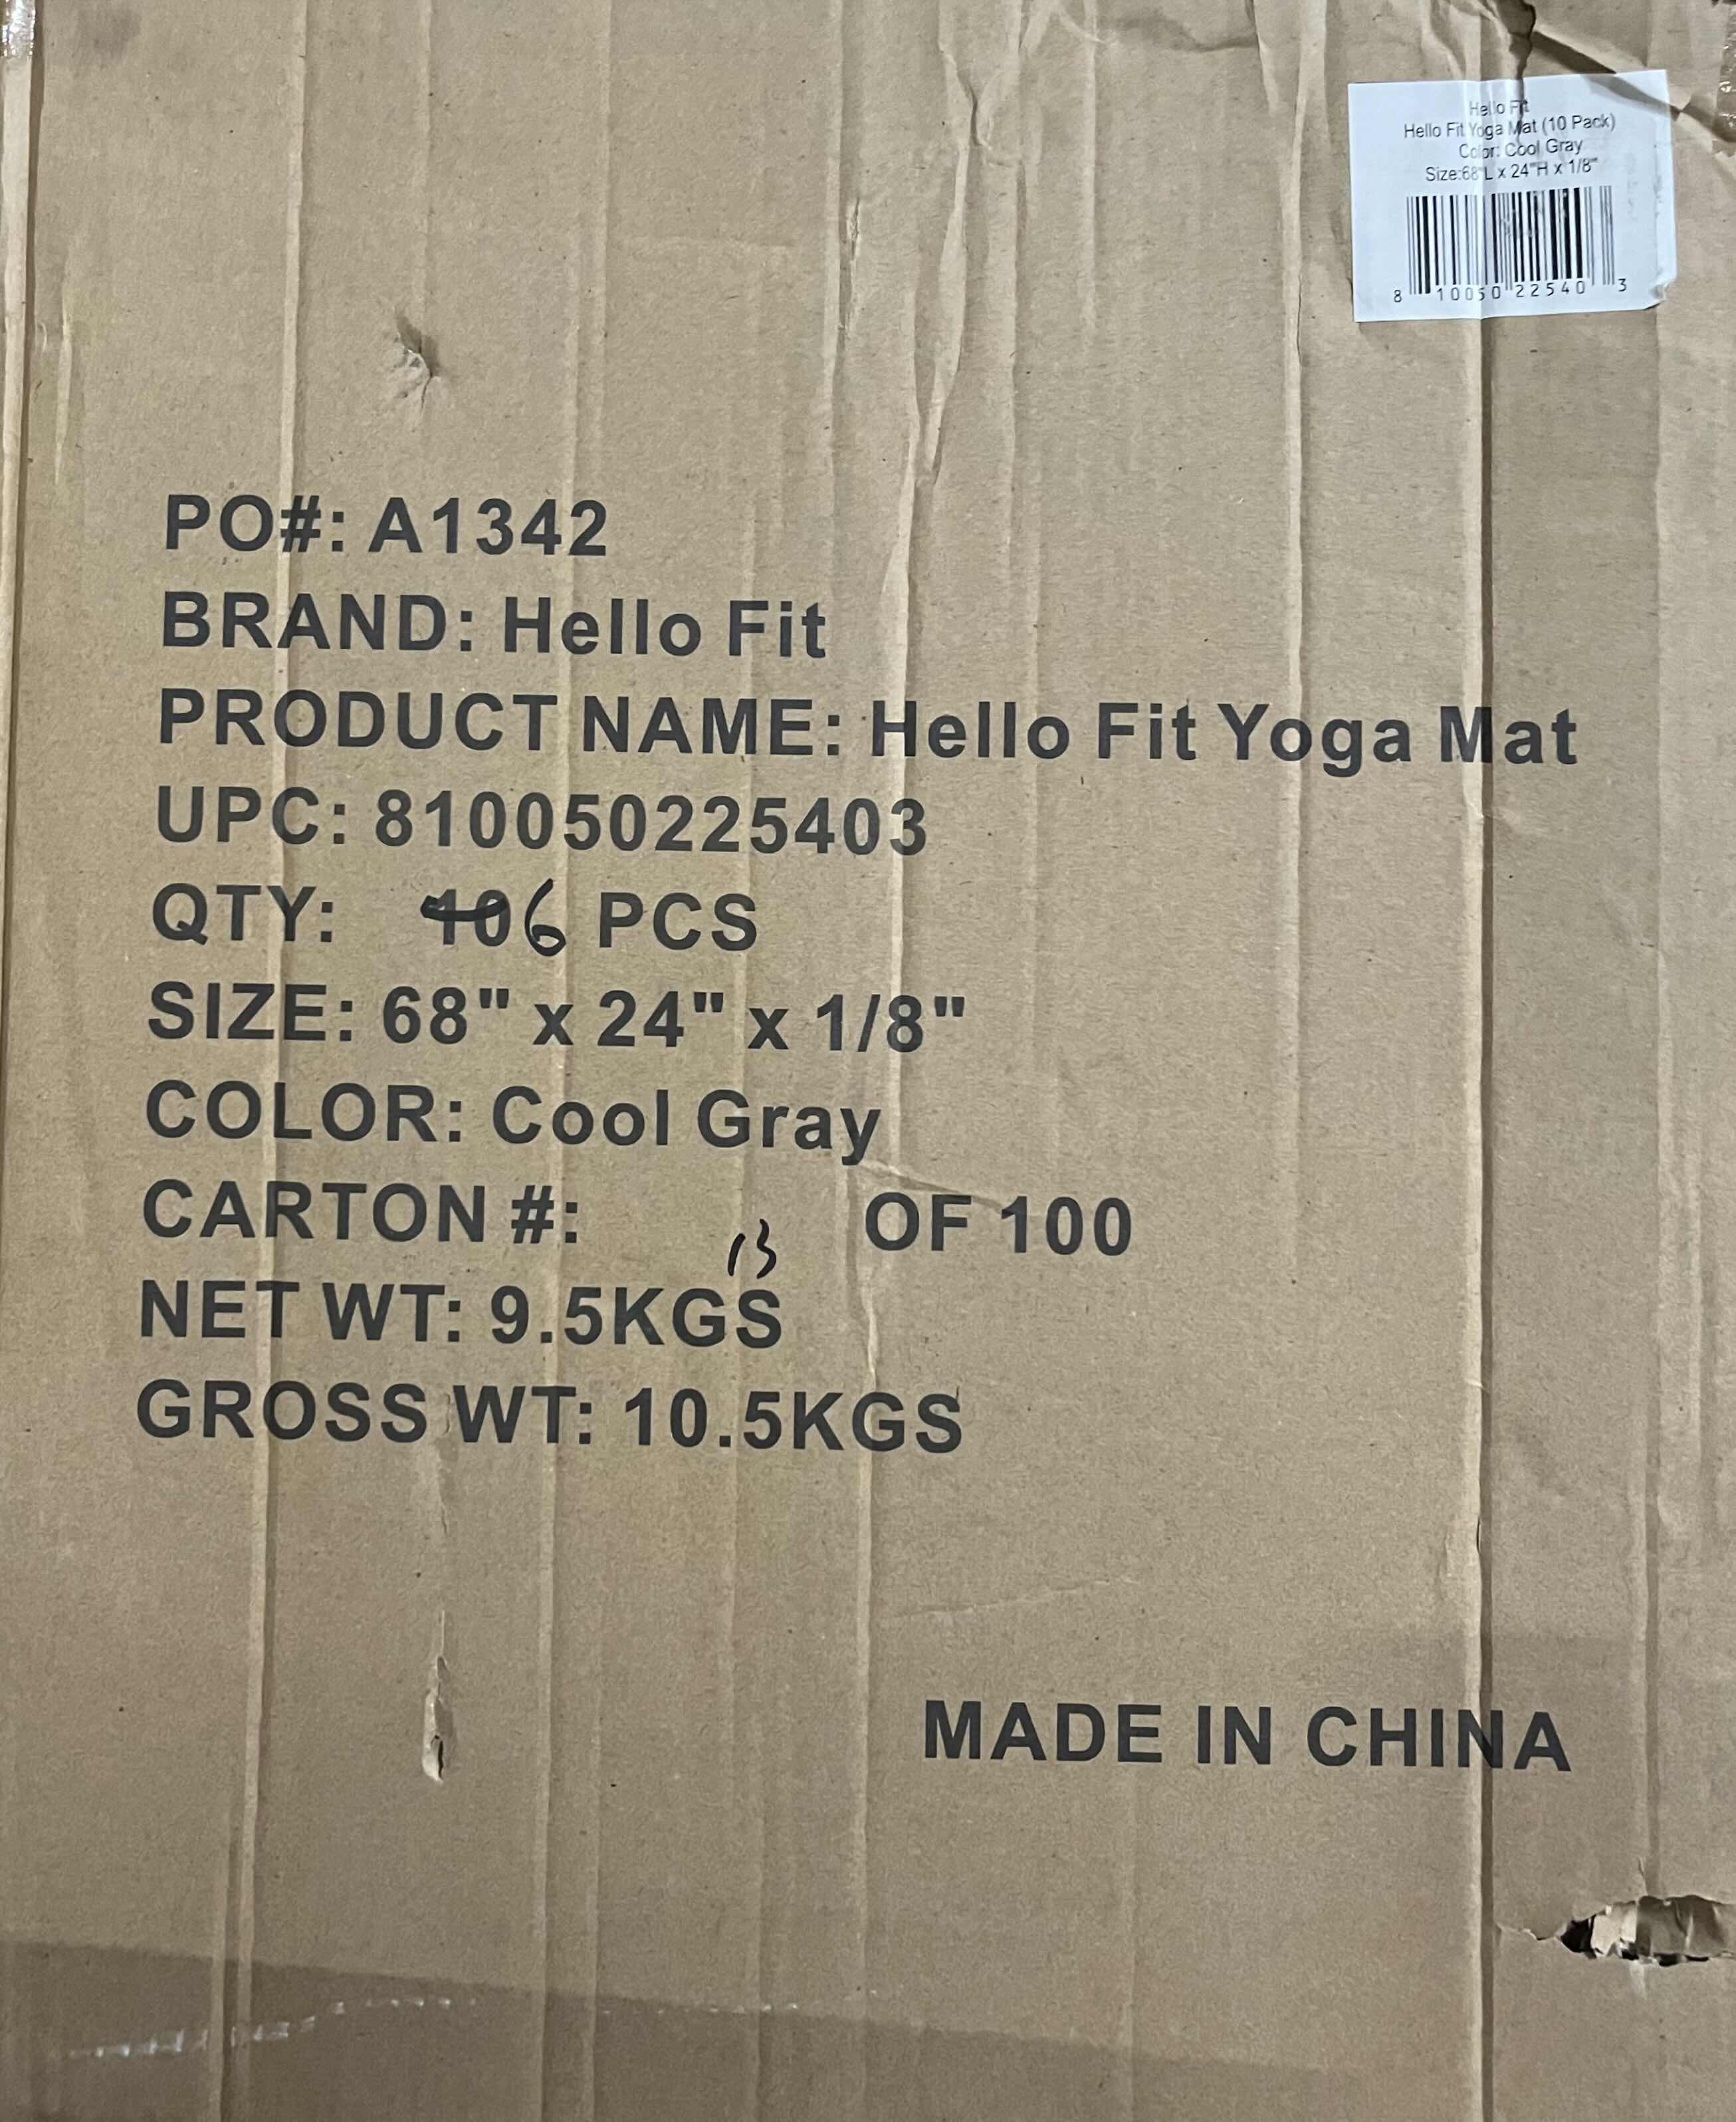 Hello Fit
Hello Fit Yoga Mat (10 Pack)
Color: Cool Gray
Size:68"L x 24"H x 1/8"
8 10050 22540 3
PO#: A1342
BRAND: Hello Fit
PRODUCT NAME: Hello Fit Yoga Mat
UPC: 810050225403
QTY: 10 6 PCS
SIZE: 68" x 24" x 1/8"
COLOR: Cool Gray
CARTON #: 13 OF 100
NET WT: 9.5KGS
GROSS WT: 10.5KGS
MADE IN CHINA